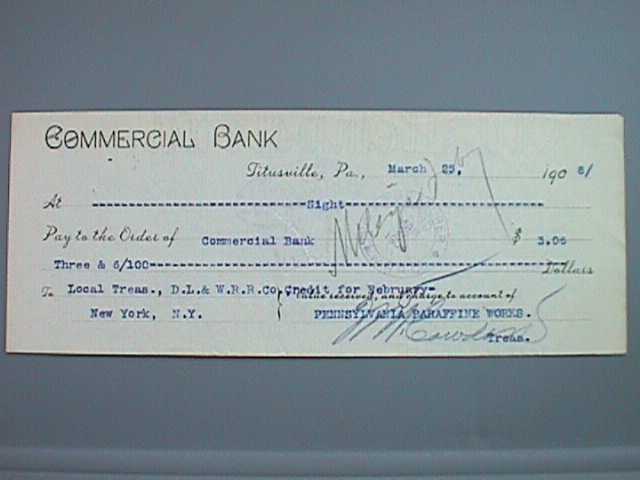 COMMERCIAL BANK
Titusville, Pa., March 25, 190 6/
At ---Sight---
Pay to the Order of Commercial Bank $ 3.06
Three & 6/100--- Dollars
To Local Treas., D.L.& W.R.R.Co. Credit for February-
value received, and charge to account of
New York, N.Y. PENNSYLVANIA PARAFFINE WORKS.
Treas.